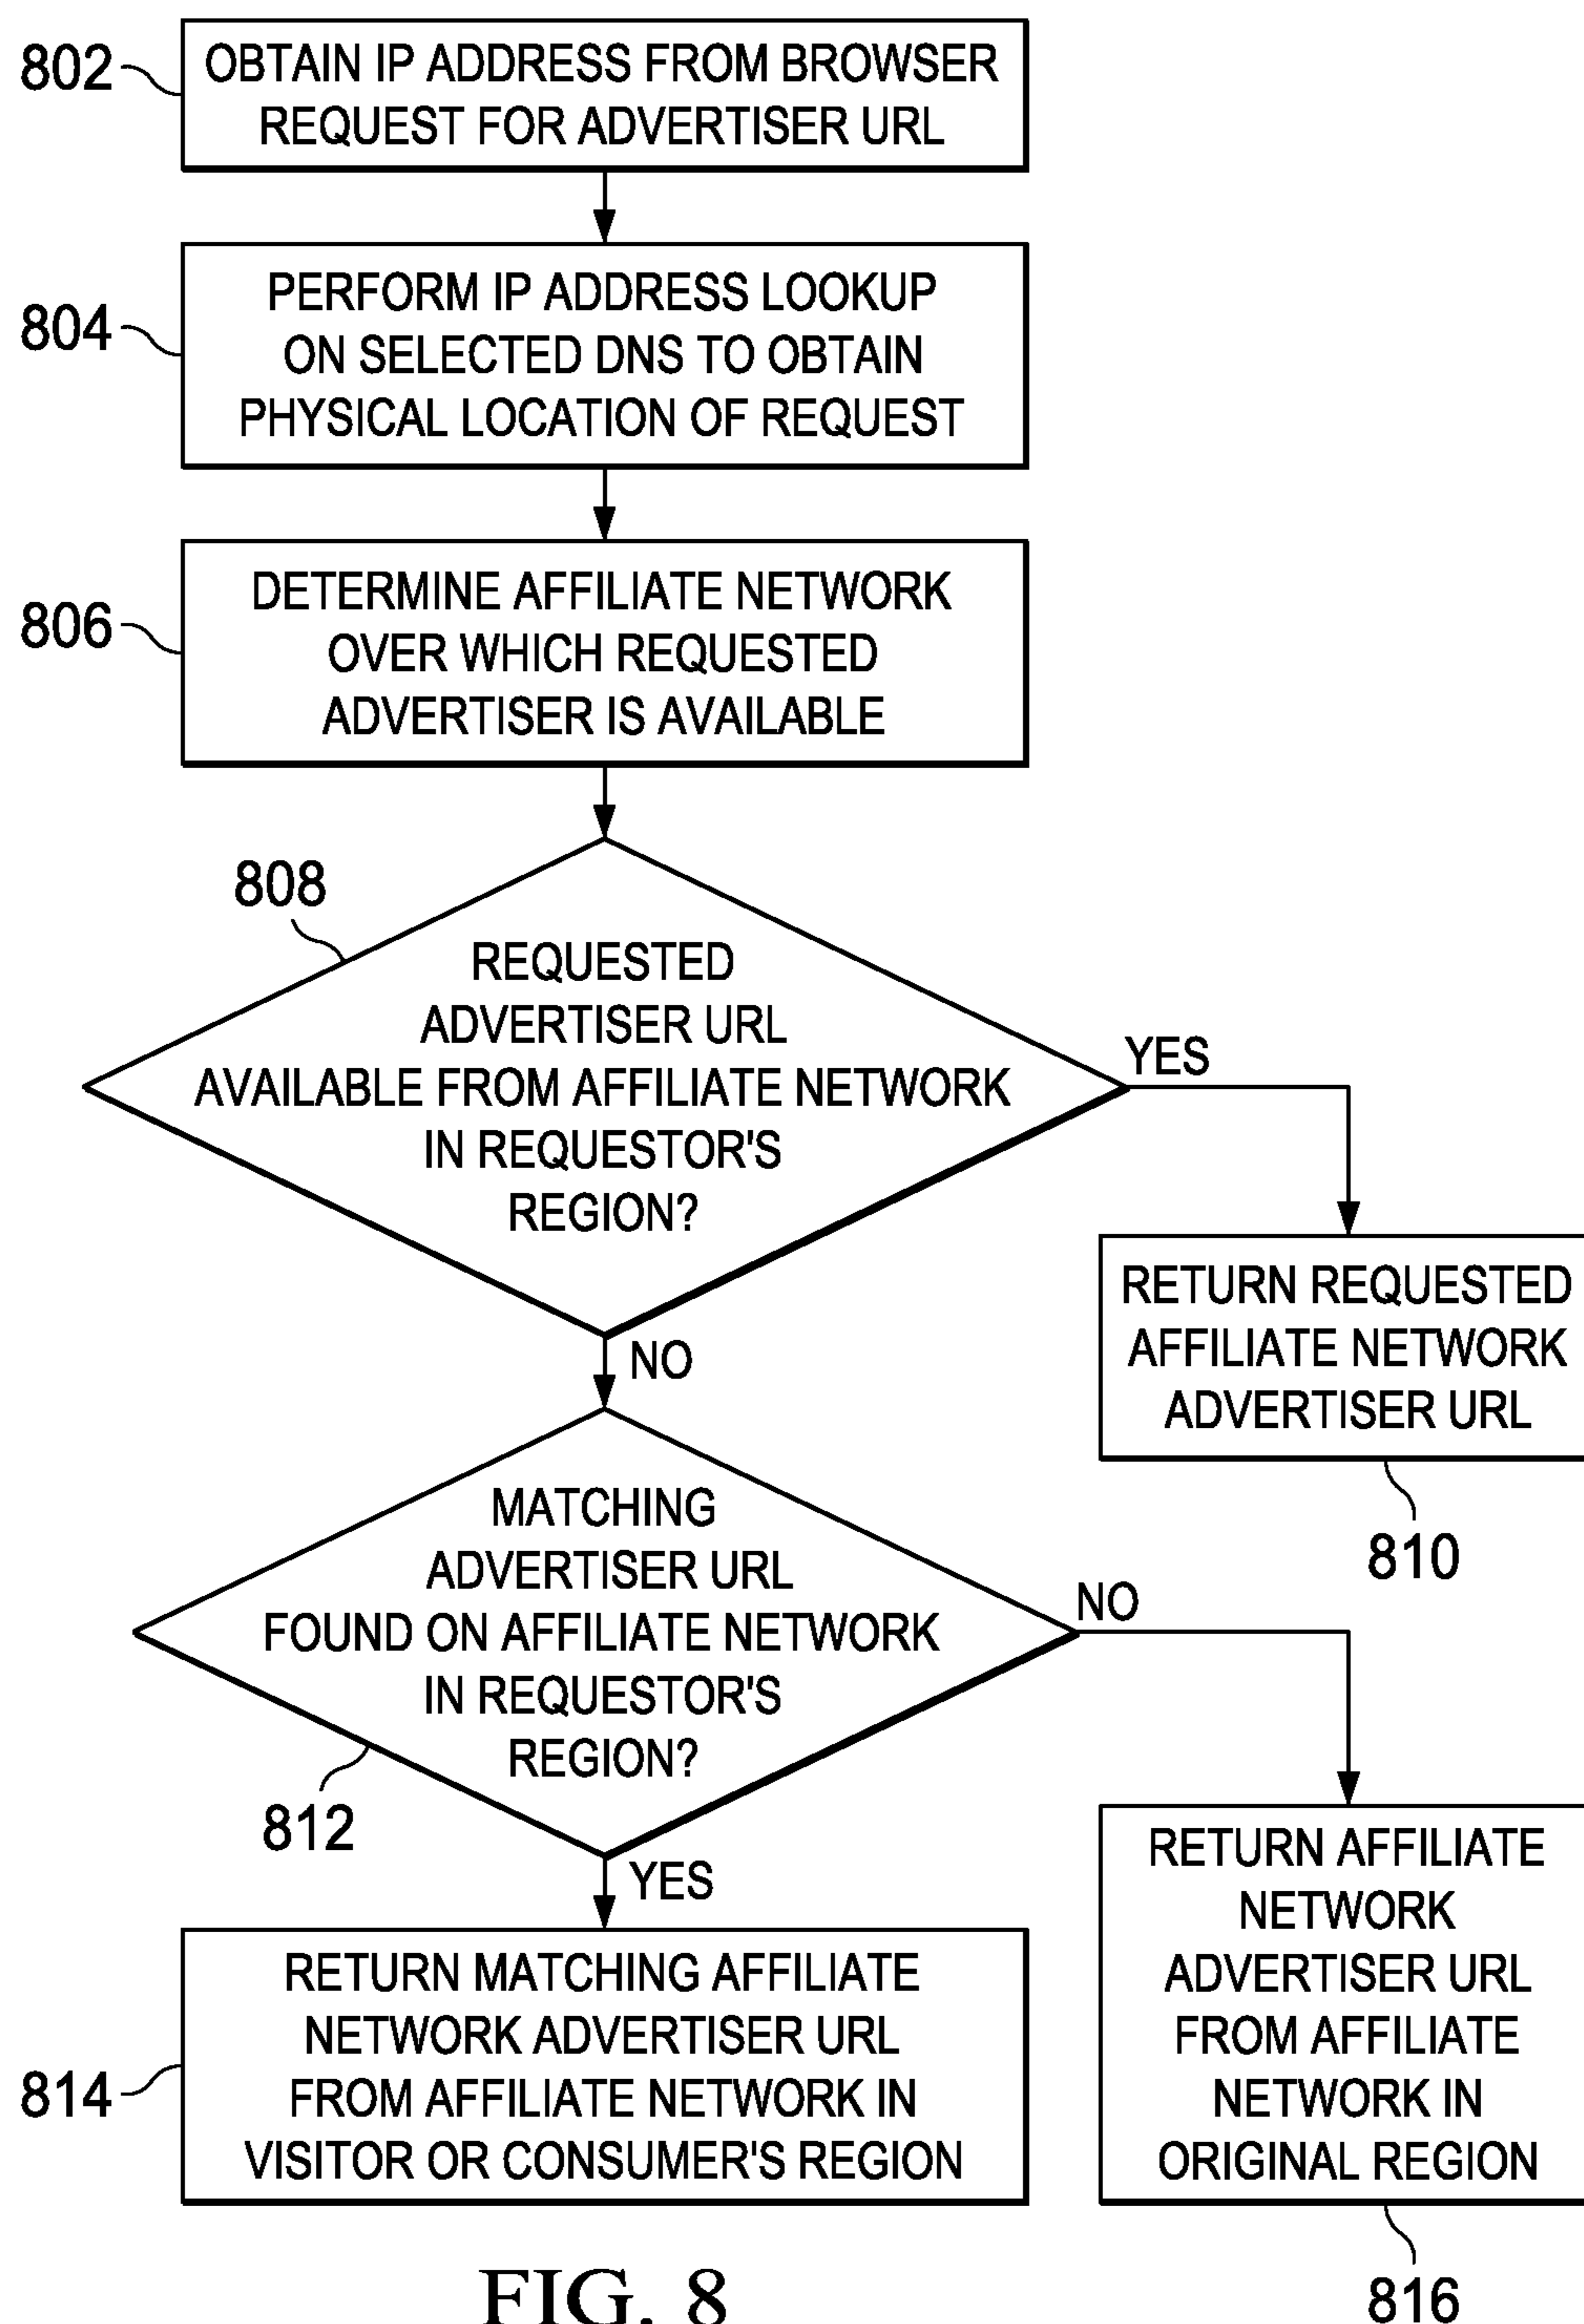 802
OBTAIN IP ADDRESS FROM BROWSER
REQUEST FOR ADVERTISER URL
804
PERFORM IP ADDRESS LOOKUP
ON SELECTED DNS TO OBTAIN
PHYSICAL LOCATION OF REQUEST
806
DETERMINE AFFILIATE NETWORK
OVER WHICH REQUESTED
ADVERTISER IS AVAILABLE
808
REQUESTED
ADVERTISER URL
AVAILABLE FROM AFFILIATE NETWORK
IN REQUESTOR'S
REGION?
YES
RETURN REQUESTED
AFFILIATE NETWORK
ADVERTISER URL
810
NO
MATCHING
ADVERTISER URL
FOUND ON AFFILIATE NETWORK
IN REQUESTOR'S
REGION?
812
NO
RETURN AFFILIATE
NETWORK
ADVERTISER URL
FROM AFFILIATE
NETWORK IN
ORIGINAL REGION
816
YES
814
RETURN MATCHING AFFILIATE
NETWORK ADVERTISER URL
FROM AFFILIATE NETWORK IN
VISITOR OR CONSUMER'S REGION
FIG. 8